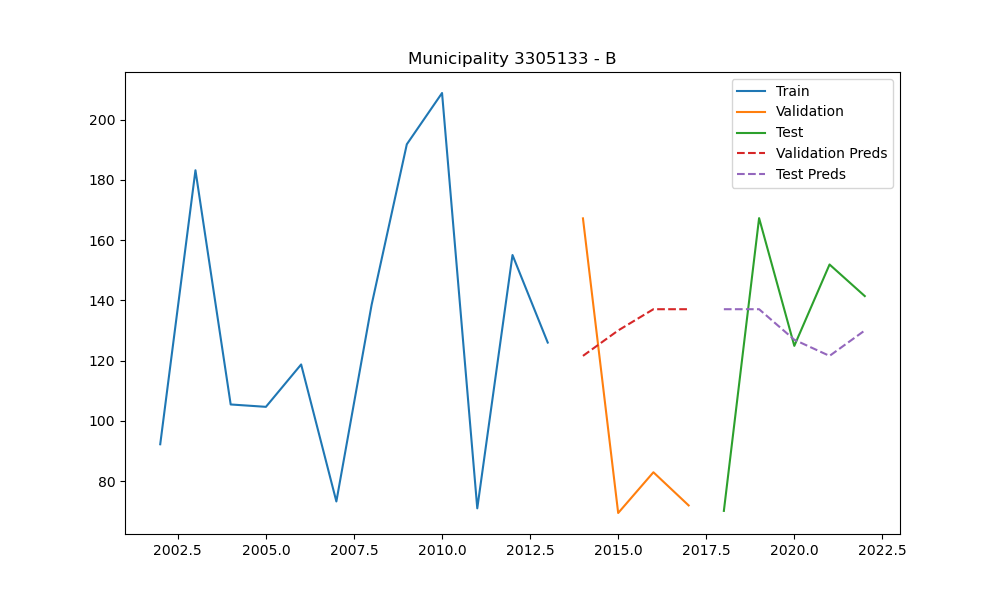 Municipality 3305133 - B
Train
Validation
Test
Validation Preds
Test Preds
200
180
160
140
120
100
80
2002.5 2005.0 2007.5 2010.0 2012.5 2015.0 2017.5 2020.0 2022.5